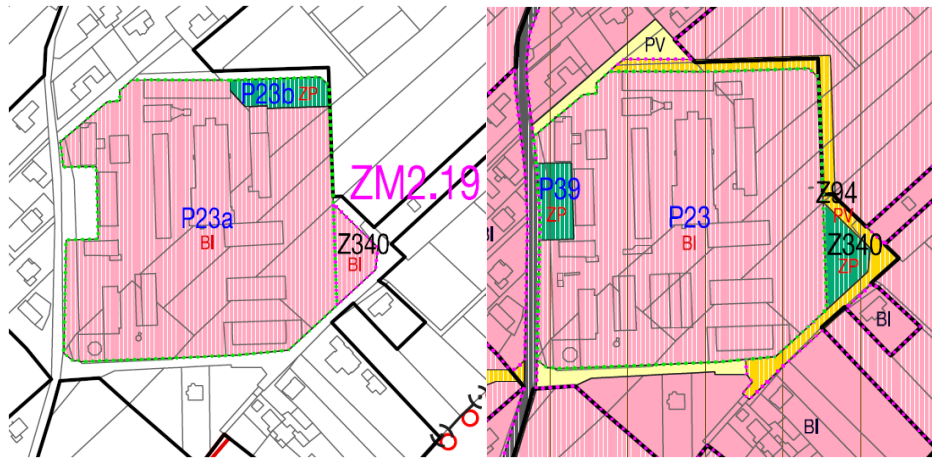 P23b ZP
ZM2.19
P23a
BI
Z340
BI
PV
P39
ZP
P23
BI
Z94
PV
Z340
ZP
BI
BI
BI